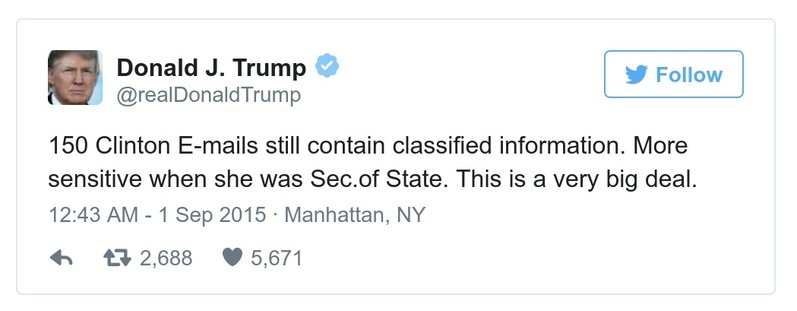 Donald J. Trump
@realDonaldTrump
Follow
150 Clinton E-mails still contain classified information. More
sensitive when she was Sec.of State. This is a very big deal.
12:43 AM - 1 Sep 2015 · Manhattan, NY
2,688 5,671